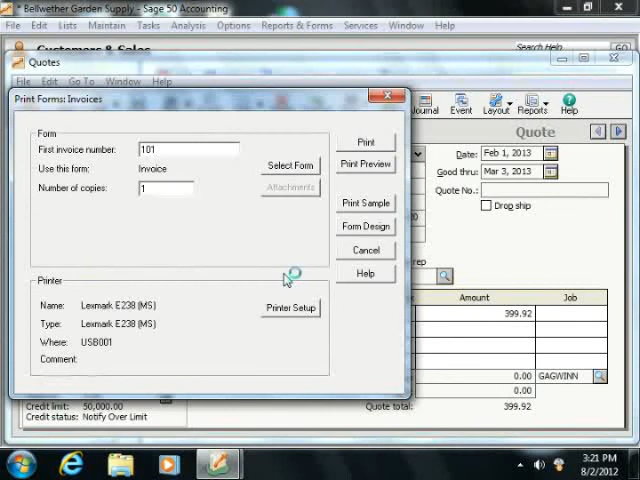 * Bellwether Garden Supply - Sage 50 Accounting
File Edit Lists Maintain Tasks Analysis Options Reports & Forms Services Window Help
Customers & Sales
Search Help
GO
Quotes
File Edit Go To Window Help
Print Forms: Invoices
Journal Event Layout Reports Help
Form
First invoice number: 101
Print
Quote
Select Form
Print Preview
Date: Feb 1, 2013
Use this form: Invoice
Good thru: Mar 3, 2013
Number of copies: 1
Attachments
Quote No.:
Print Sample
Drop ship
Form Design
Cancel
rep
Help
Printer
Amount Job
Name: Lexmark E238 (MS)
Printer Setup
399.92
Type: Lexmark E238 (MS)
Where: USB001
Comment:
0.00 GAGWINN
0.00
Credit limit: 50,000.00
Quote total: 399.92
Credit status: Notify Over Limit
3:21 PM
8/2/2012